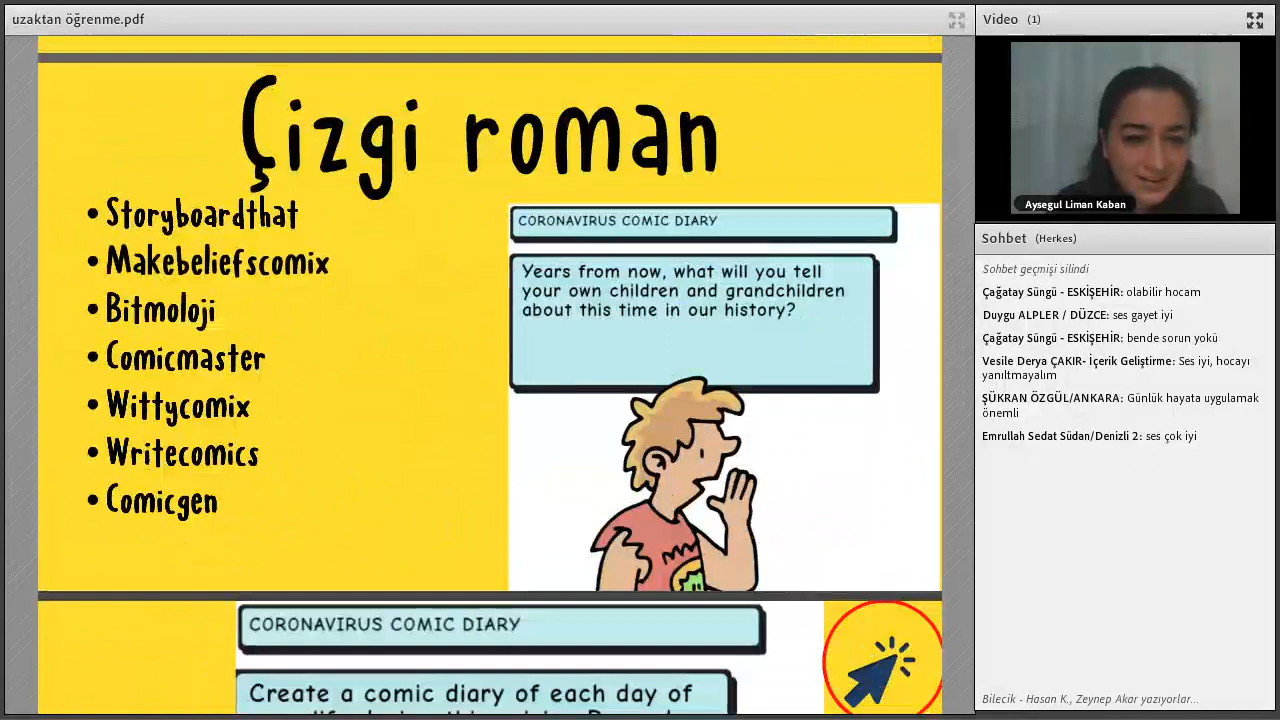 uzaktan öğrenme.pdf
Çizgi roman
• Storyboardthat
• Makebeliefscomix
• Bitmoloji
• Comicmaster
• Wittycomix
• Writecomics
• Comicgen
CORONAVIRUS COMIC DIARY
Years from now, what will you tell
your own children and grandchildren
about this time in our history?
CORONAVIRUS COMIC DIARY
Create a comic diary of each day of
Video (1)
Aysegul Liman Kaban
Sohbet (Herkes)
Sohbet geçmişi silindi
Çağatay Süngü - ESKİŞEHİR: olabilir hocam
Duygu ALPLER / DÜZCE: ses gayet iyi
Çağatay Süngü - ESKİŞEHİR: bende sorun yokü
Vesile Derya ÇAKIR- İçerik Geliştirme: Ses iyi, hocayı
yanıltmayalım
ŞÜKRAN ÖZGÜL/ANKARA: Günlük hayata uygulamak
önemli
Emrullah Sedat Südan/Denizli 2: ses çok iyi
Bilecik - Hasan K., Zeynep Akar yazıyorlar...